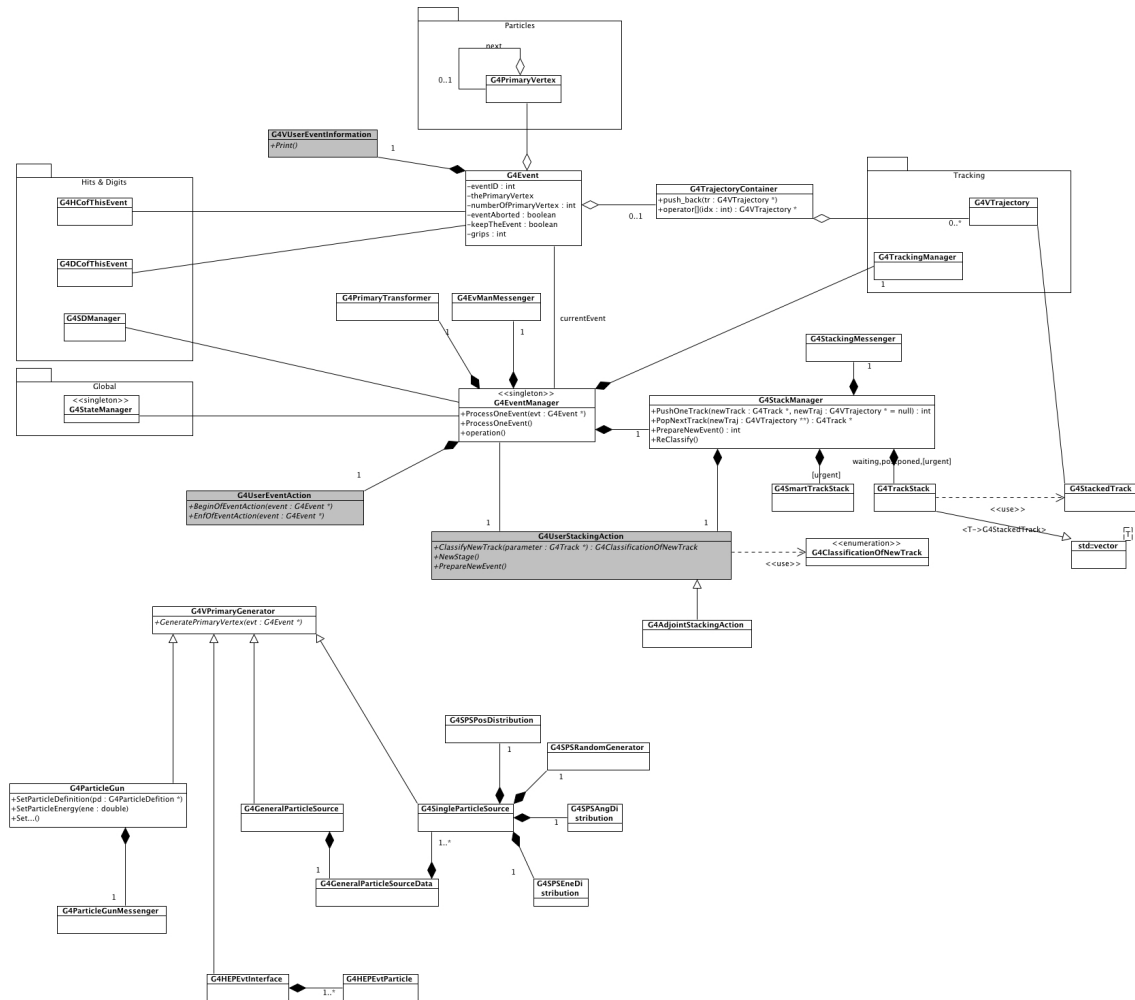 Particles
next
0..1
G4PrimaryVertex
G4VUserEventInformation
+Print()
1
Hits & Digits
G4HCofThisEvent
G4DCofThisEvent
G4SDManager
G4Event
-eventID : int
-thePrimaryVertex
-numberOfPrimaryVertex : int
-eventAborted : boolean
-keepTheEvent : boolean
-grips : int
0..1
G4TrajectoryContainer
+push_back(tr : G4VTrajectory *)
+operator[](idx : int) : G4VTrajectory *
Tracking
G4VTrajectory
0..*
G4TrackingManager
1
G4PrimaryTransformer
1
G4EvManMessenger
1
currentEvent
G4StackingMessenger
1
Global
<<singleton>>
G4StateManager
<<singleton>>
G4EventManager
+ProcessOneEvent(evt : G4Event *)
+ProcessOneEvent()
+operation()
1
G4StackManager
+PushOneTrack(newTrack : G4Track *, newTraj : G4VTrajectory * = null) : int
+PopNextTrack(newTraj : G4VTrajectory **) : G4Track *
+PrepareNewEvent() : int
+ReClassify()
waiting,postponed,[urgent]
[urgent]
G4SmartTrackStack
G4TrackStack
<<use>>
G4StackedTrack
<T->G4StackedTrack>
T
std::vector
1
G4UserEventAction
+BeginOfEventAction(event : G4Event *)
+EnfOfEventAction(event : G4Event *)
1
1
G4UserStackingAction
+ClassifyNewTrack(parameter : G4Track *) : G4ClassificationOfNewTrack
+NewStage()
+PrepareNewEvent()
<<use>>
<<enumeration>>
G4ClassificationOfNewTrack
G4AdjointStackingAction
G4VPrimaryGenerator
+GeneratePrimaryVertex(evt : G4Event *)
G4SPSPosDistribution
1
G4SPSRandomGenerator
1
G4ParticleGun
+SetParticleDefinition(pd : G4ParticleDefition *)
+SetParticleEnergy(ene : double)
+Set...()
G4GeneralParticleSource
G4SingleParticleSource
1
G4SPSAngDi
stribution
1..*
1
1
G4GeneralParticleSourceData
G4SPSEneDi
stribution
1
G4ParticleGunMessenger
G4HEPEvtInterface
1..*
G4HEPEvtParticle